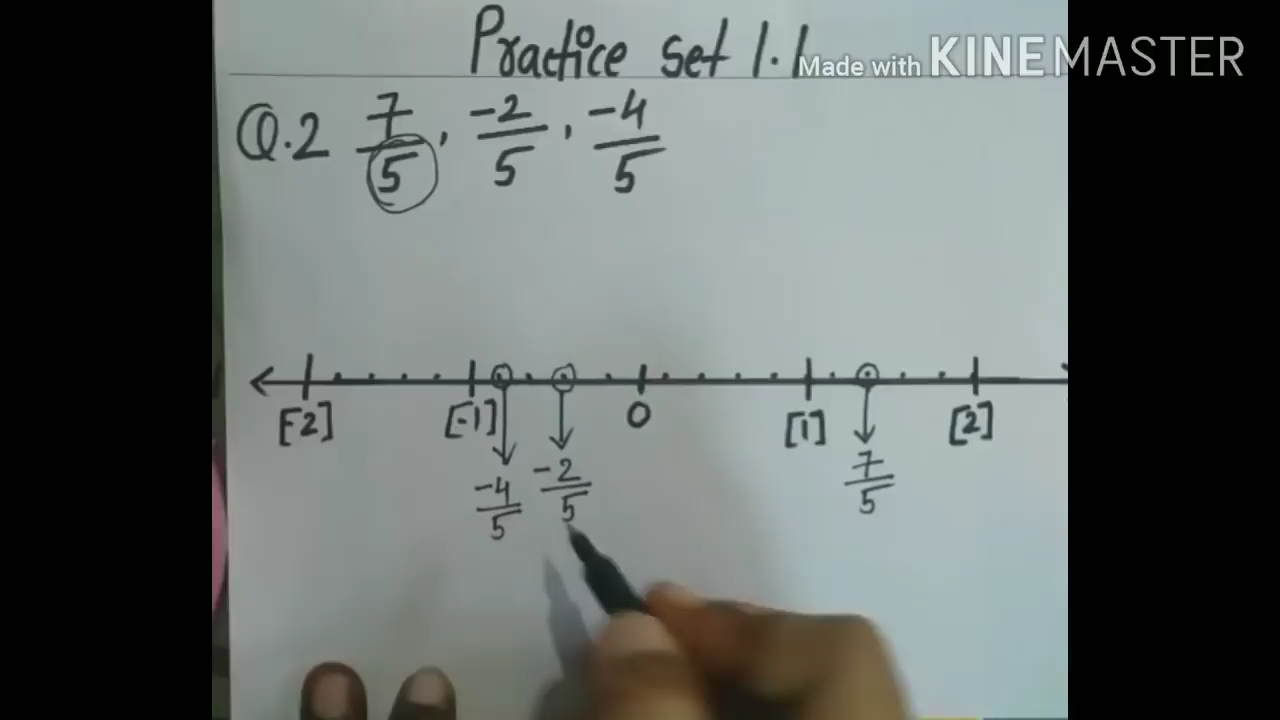 Practice Set 1.1
Made with KINEMASTER
Q.2 7/5, -2/5, -4/5
[-2] [-1] 0 [1] [2]
-4/5 -2/5 7/5